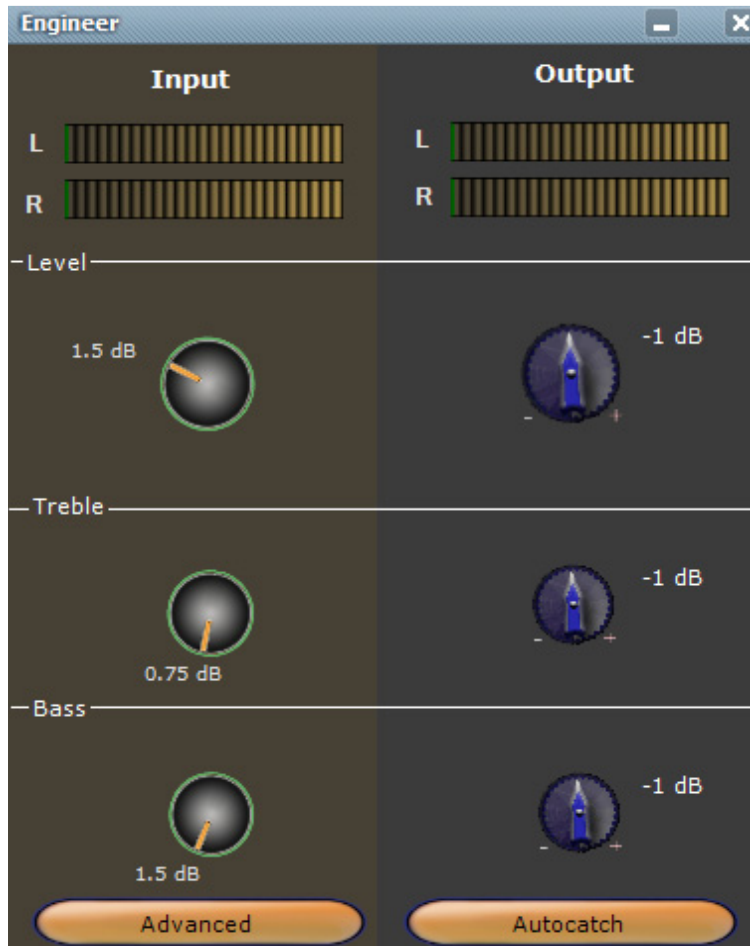 Engineer
Input
Output
L
L
R
R
Level
1.5 dB
-1 dB
- +
Treble
-1 dB
- +
0.75 dB
Bass
-1 dB
- +
1.5 dB
Advanced
Autocatch